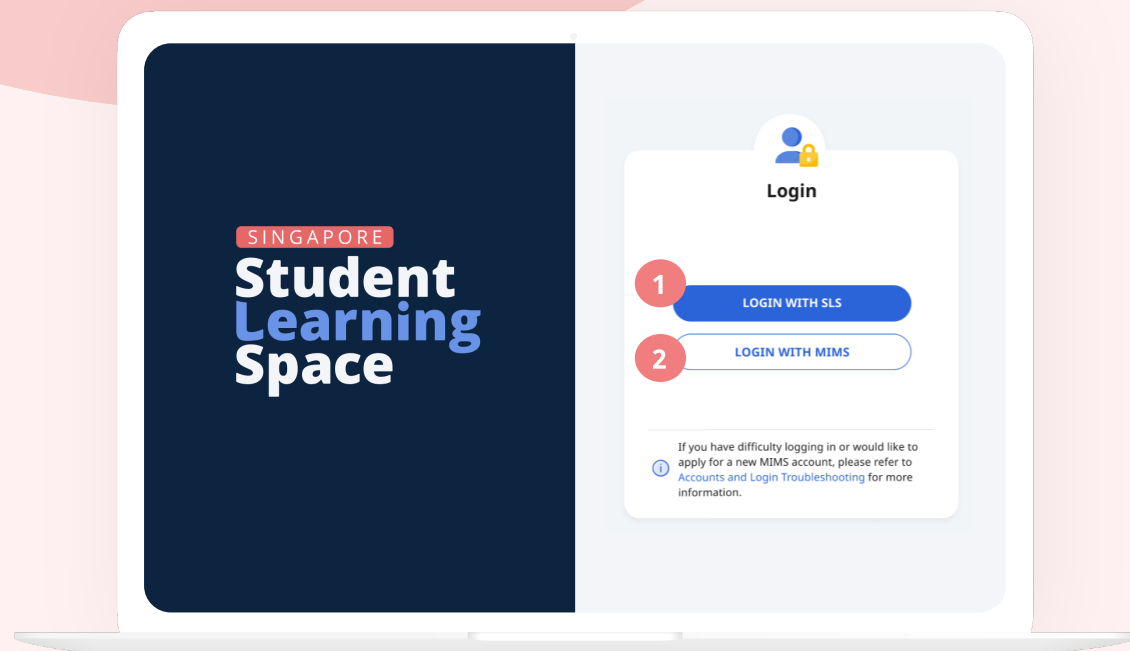 SINGAPORE
Student
Learning
Space
Login
1
LOGIN WITH SLS
2
LOGIN WITH MIMS
If you have difficulty logging in or would like to
apply for a new MIMS account, please refer to
Accounts and Login Troubleshooting for more
information.